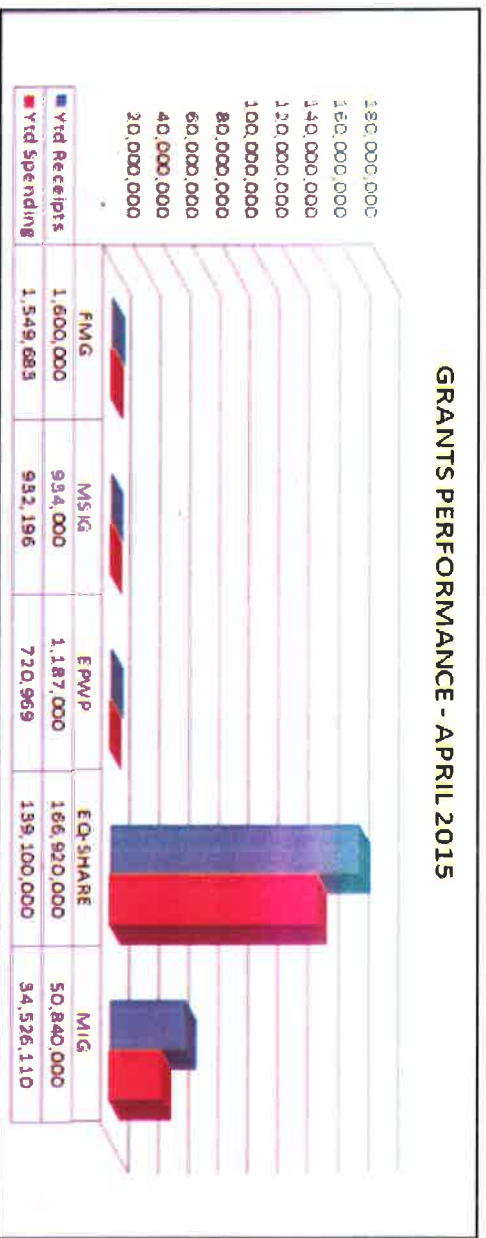 GRANTS PERFORMANCE - APRIL 2015
180,000,000
160,000,000
140,000,000
120,000,000
100,000,000
80,000,000
60,000,000
40,000,000
20,000,000
-
FMG MSIG EPWP EQ-SHARE MIG
Ytd Receipts 1,600,000 934,000 1,187,000 166,920,000 50,840,000
Ytd Spending 1,549,683 932,196 720,969 139,100,000 34,526,110